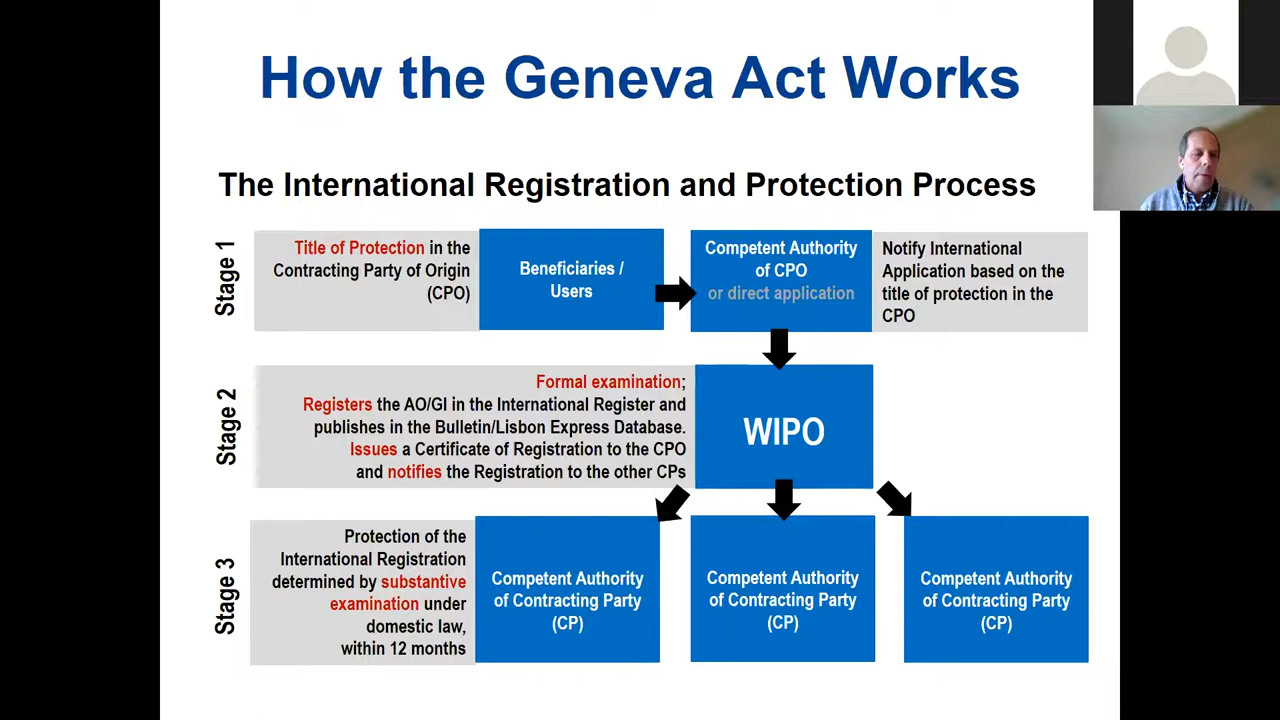 How the Geneva Act Works
The International Registration and Protection Process
Stage 1
Title of Protection in the
Contracting Party of Origin
(CPO)
Beneficiaries /
Users
Competent Authority
of CPO
or direct application
Notify International
Application based on the
title of protection in the
CPO
Stage 2
Formal examination;
Registers the AO/GI in the International Register and
publishes in the Bulletin/Lisbon Express Database.
Issues a Certificate of Registration to the CPO
and notifies the Registration to the other CPs
WIPO
Stage 3
Protection of the
International Registration
determined by substantive
examination under
domestic law,
within 12 months
Competent Authority
of Contracting Party
(CP)
Competent Authority
of Contracting Party
(CP)
Competent Authority
of Contracting Party
(CP)